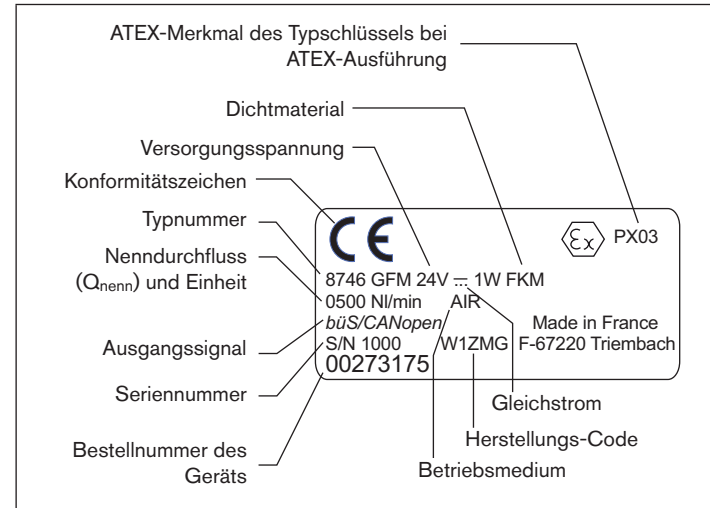 ATEX-Merkmal des Typschlüssels bei
ATEX-Ausführung
Dichtmaterial
Versorgungsspannung
Konformitätszeichen
Typnummer
Nenndurchfluss
(Qnenn) und Einheit
Ausgangssignal
Seriennummer
Bestellnummer des
Geräts
CE
Ex PX03
8746 GFM 24V ⎓ 1W FKM
0500 Nl/min AIR
büS/CANopen
Made in France
S/N 1000 W1ZMG F-67220 Triembach
00273175
Gleichstrom
Herstellungs-Code
Betriebsmedium